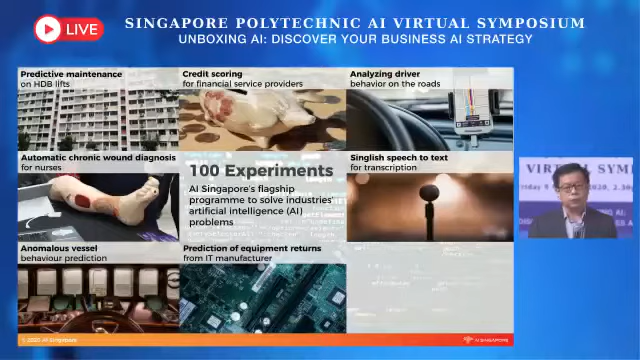 LIVE
SINGAPORE POLYTECHNIC AI VIRTUAL SYMPOSIUM
UNBOXING AI: DISCOVER YOUR BUSINESS AI STRATEGY
Predictive maintenance
on HDB lifts
Credit scoring
for financial service providers
Analyzing driver
behavior on the roads
Automatic chronic wound diagnosis
for nurses
100 Experiments
AI Singapore's flagship
programme to solve industries'
artificial intelligence (AI)
problems
Singlish speech to text
for transcription
Anomalous vessel
behaviour prediction
Prediction of equipment returns
from IT manufacturer
AI SINGAPORE
VIRTUAL SYM